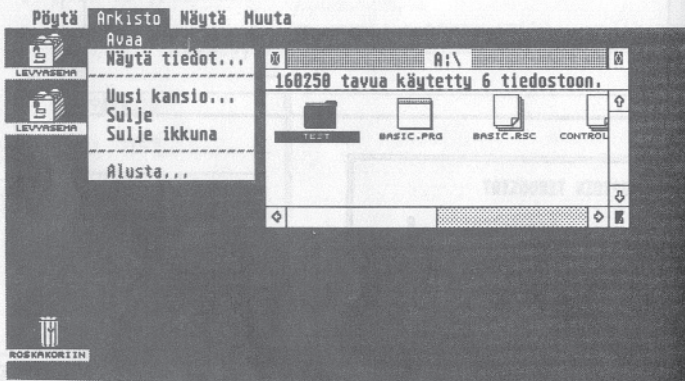 Pöytä Arkisto Näytä Muuta
Avaa
Näytä tiedot...
Uusi kansio...
Sulje
Sulje ikkuna
Alusta...
A
LEVYASEMA
B
LEVYASEMA
A:\
160250 tavua käytetty 6 tiedostoon.
TEST
BASIC.PRG
BASIC.RSC
CONTROL
ROSKAKORIIN